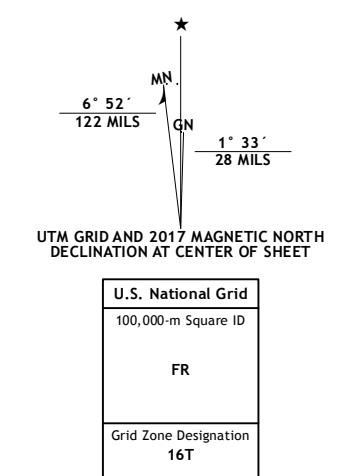 ★
MN
6° 52´
122 MILS
GN
1° 33´
28 MILS
UTM GRID AND 2017 MAGNETIC NORTH
DECLINATION AT CENTER OF SHEET
U.S. National Grid
100,000-m Square ID
FR
Grid Zone Designation
16T